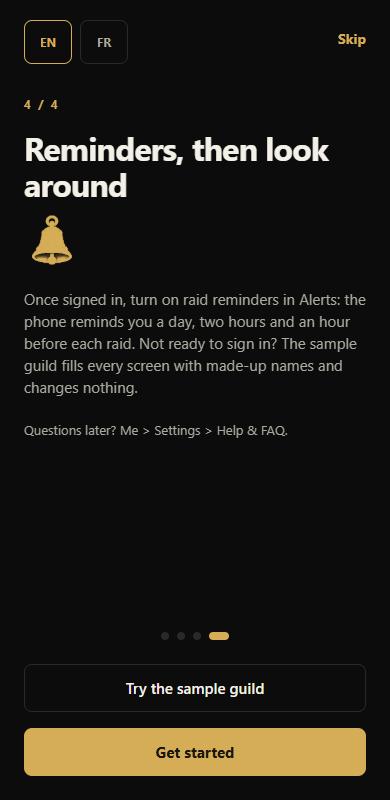 EN
FR
Skip
4 / 4
Reminders, then look
around
Once signed in, turn on raid reminders in Alerts: the
phone reminds you a day, two hours and an hour
before each raid. Not ready to sign in? The sample
guild fills every screen with made-up names and
changes nothing.
Questions later? Me > Settings > Help & FAQ.
Try the sample guild
Get started